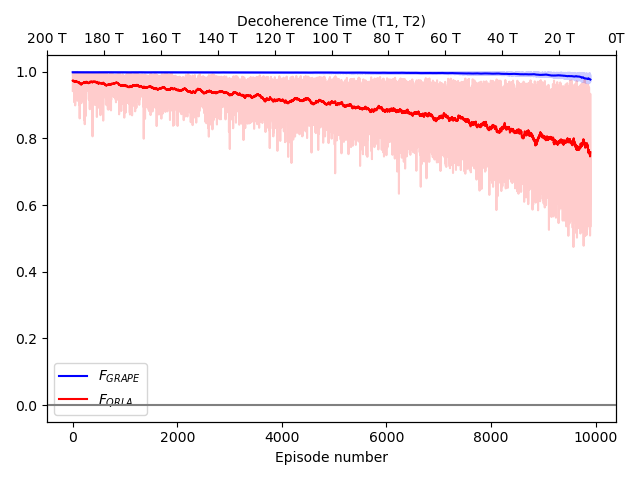 Decoherence Time (T1, T2)
200 T 180 T 160 T 140 T 120 T 100 T 80 T 60 T 40 T 20 T 0T
1.0
0.8
0.6
0.4
0.2
0.0
F_GRAPE
F_QRLA
0 2000 4000 6000 8000 10000
Episode number